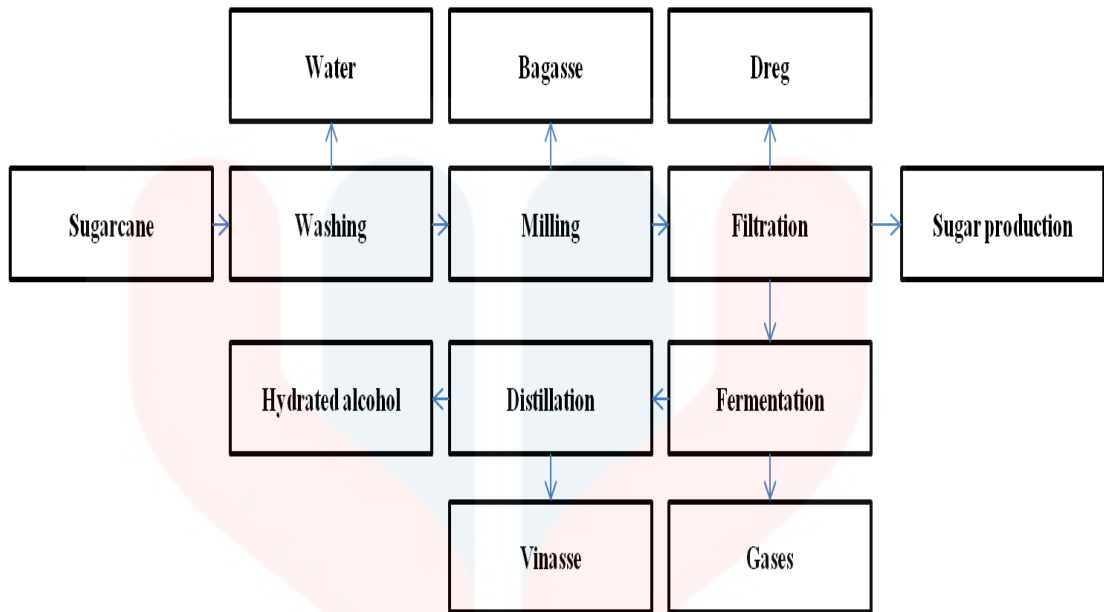 Water
Bagasse
Dreg
Sugarcane
Washing
Milling
Filtration
Sugar production
Hydrated alcohol
Distillation
Fermentation
Vinasse
Gases